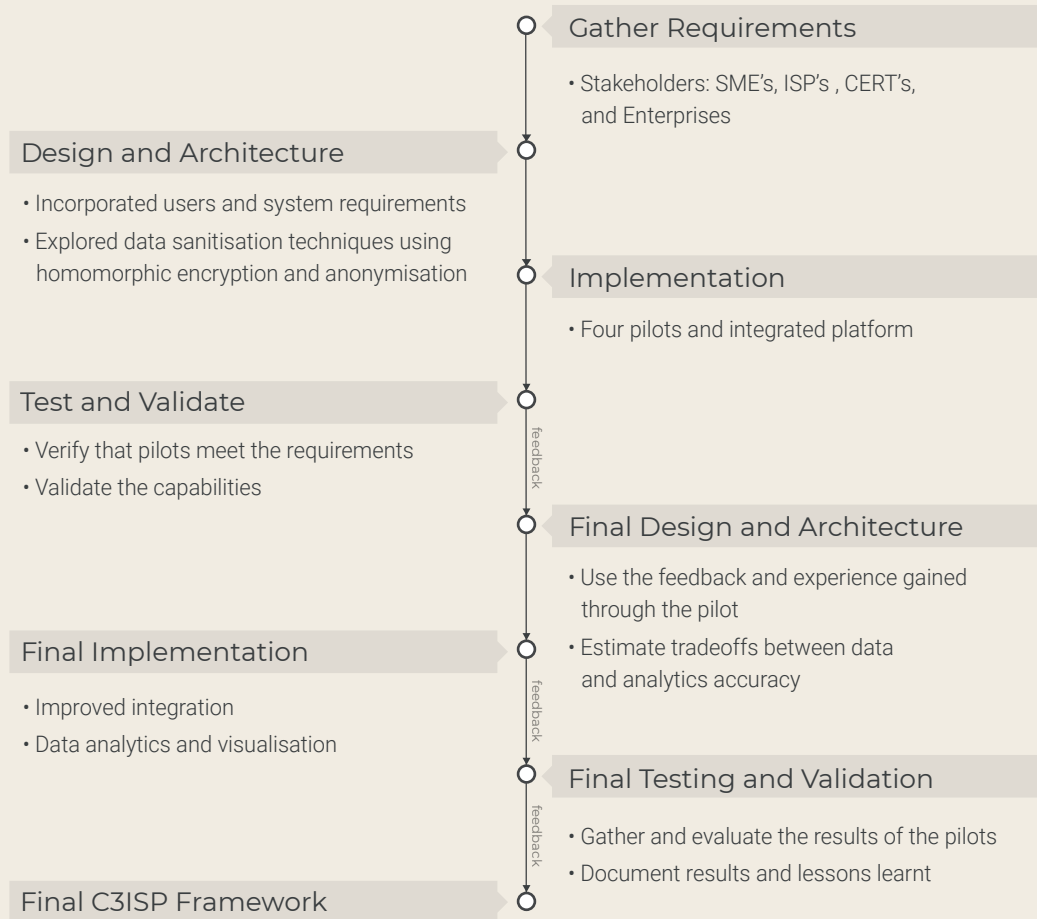 Gather Requirements
• Stakeholders: SME's, ISP's , CERT's,
and Enterprises
Design and Architecture
• Incorporated users and system requirements
• Explored data sanitisation techniques using
homomorphic encryption and anonymisation
Implementation
• Four pilots and integrated platform
Test and Validate
• Verify that pilots meet the requirements
• Validate the capabilities
feedback
Final Design and Architecture
• Use the feedback and experience gained
through the pilot
• Estimate tradeoffs between data
and analytics accuracy
Final Implementation
• Improved integration
• Data analytics and visualisation
feedback
Final Testing and Validation
• Gather and evaluate the results of the pilots
• Document results and lessons learnt
feedback
Final C3ISP Framework